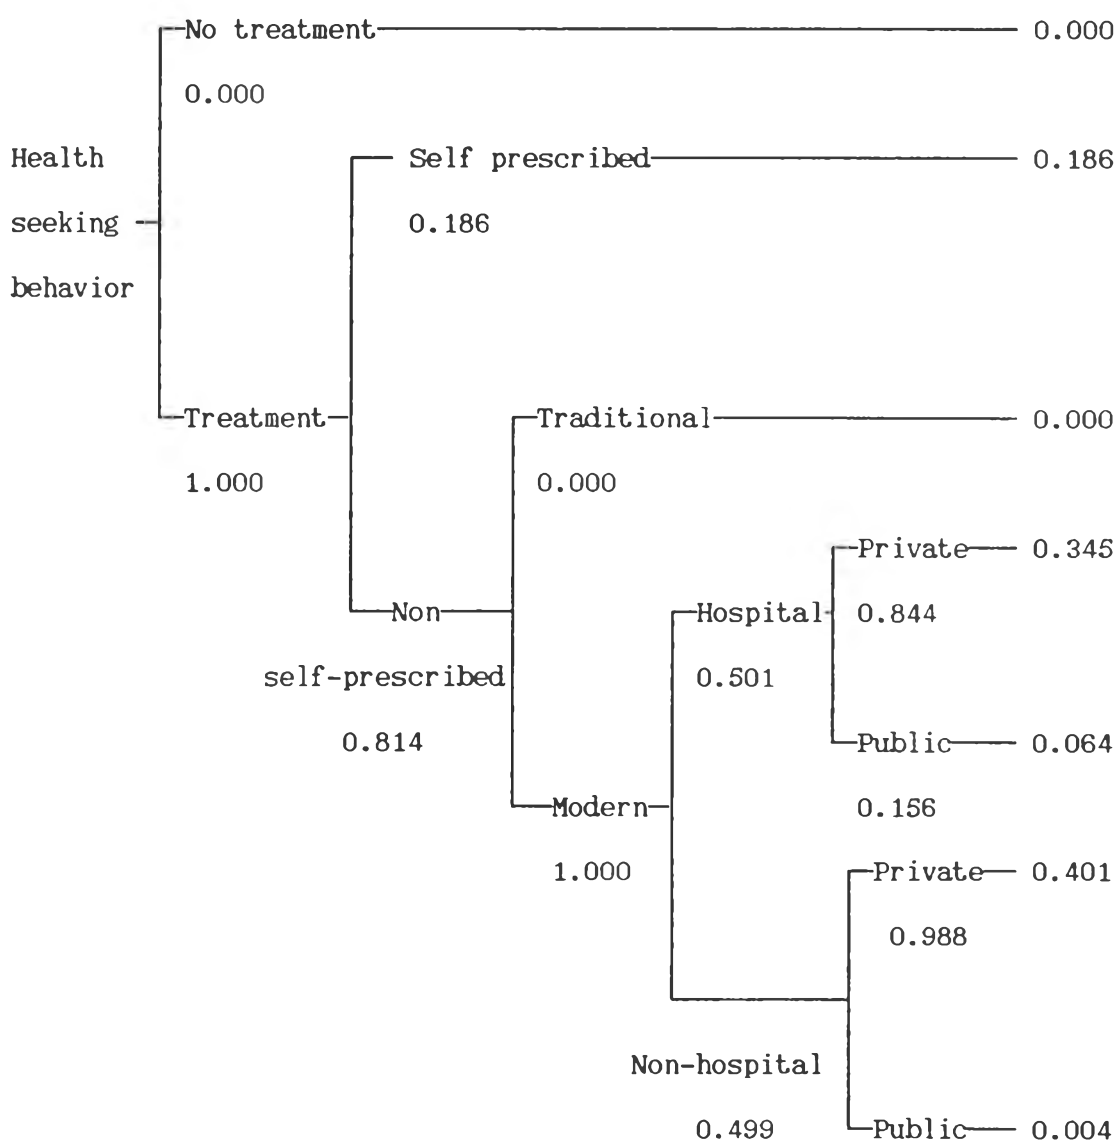 No treatment 0.000
0.000
Health Self prescribed 0.186
seeking 0.186
behavior
Treatment Traditional 0.000
1.000 0.000
Private 0.345
Non Hospital 0.844
self-prescribed 0.501
0.814 Public 0.064
Modern 0.156
1.000 Private 0.401
0.988
Non-hospital
0.499 Public 0.004